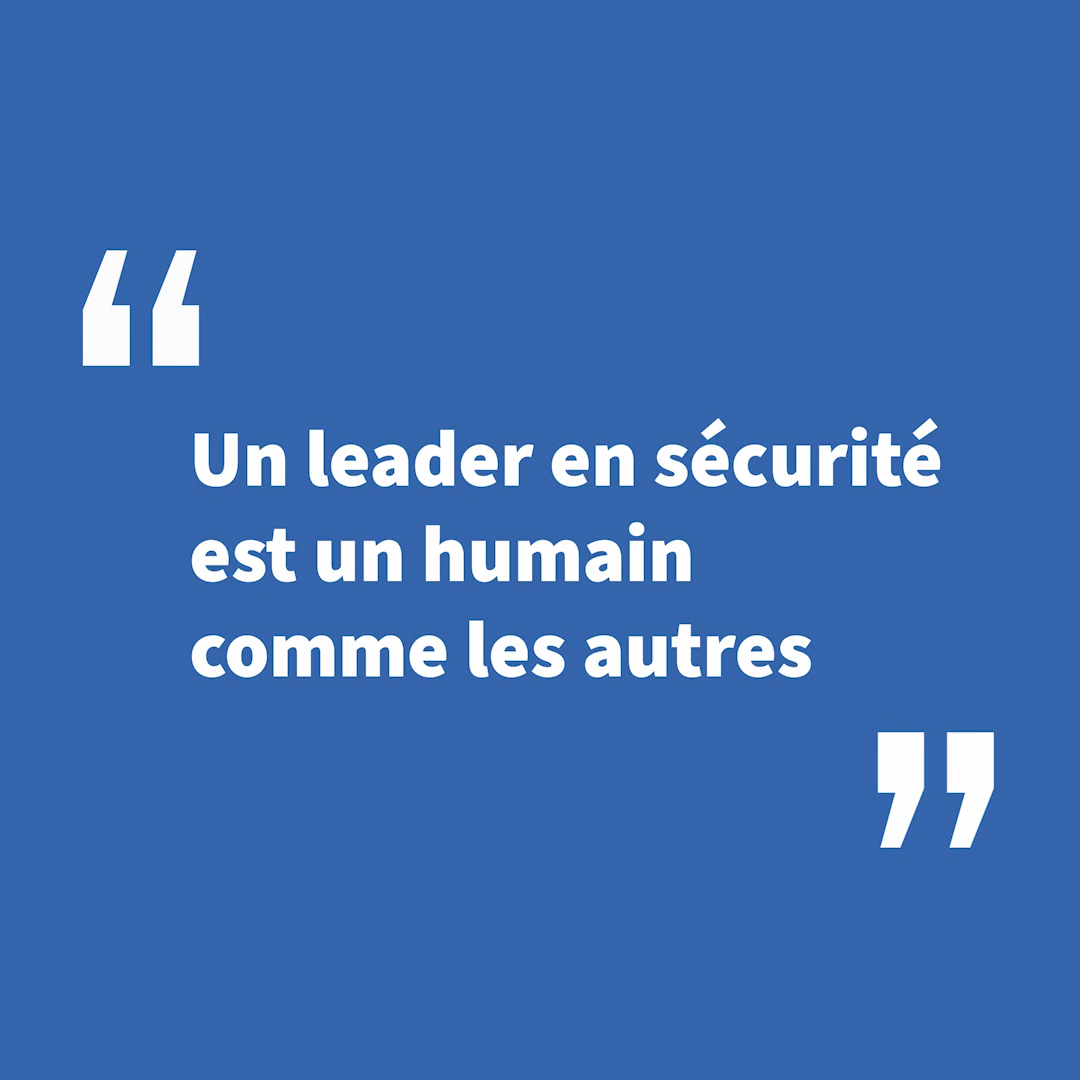 “
Un leader en sécurité
est un humain
comme les autres
”